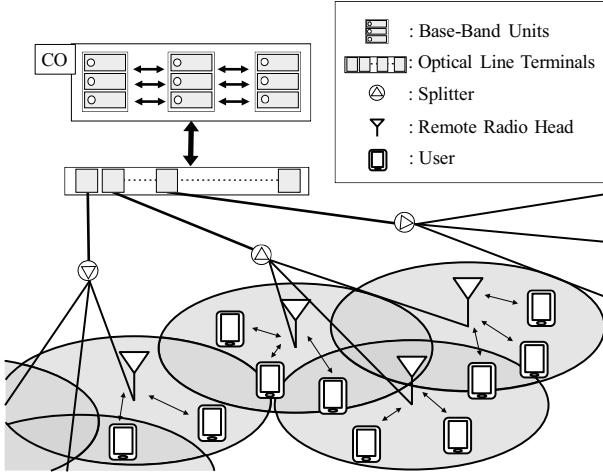 CO
: Base-Band Units
: Optical Line Terminals
: Splitter
: Remote Radio Head
: User